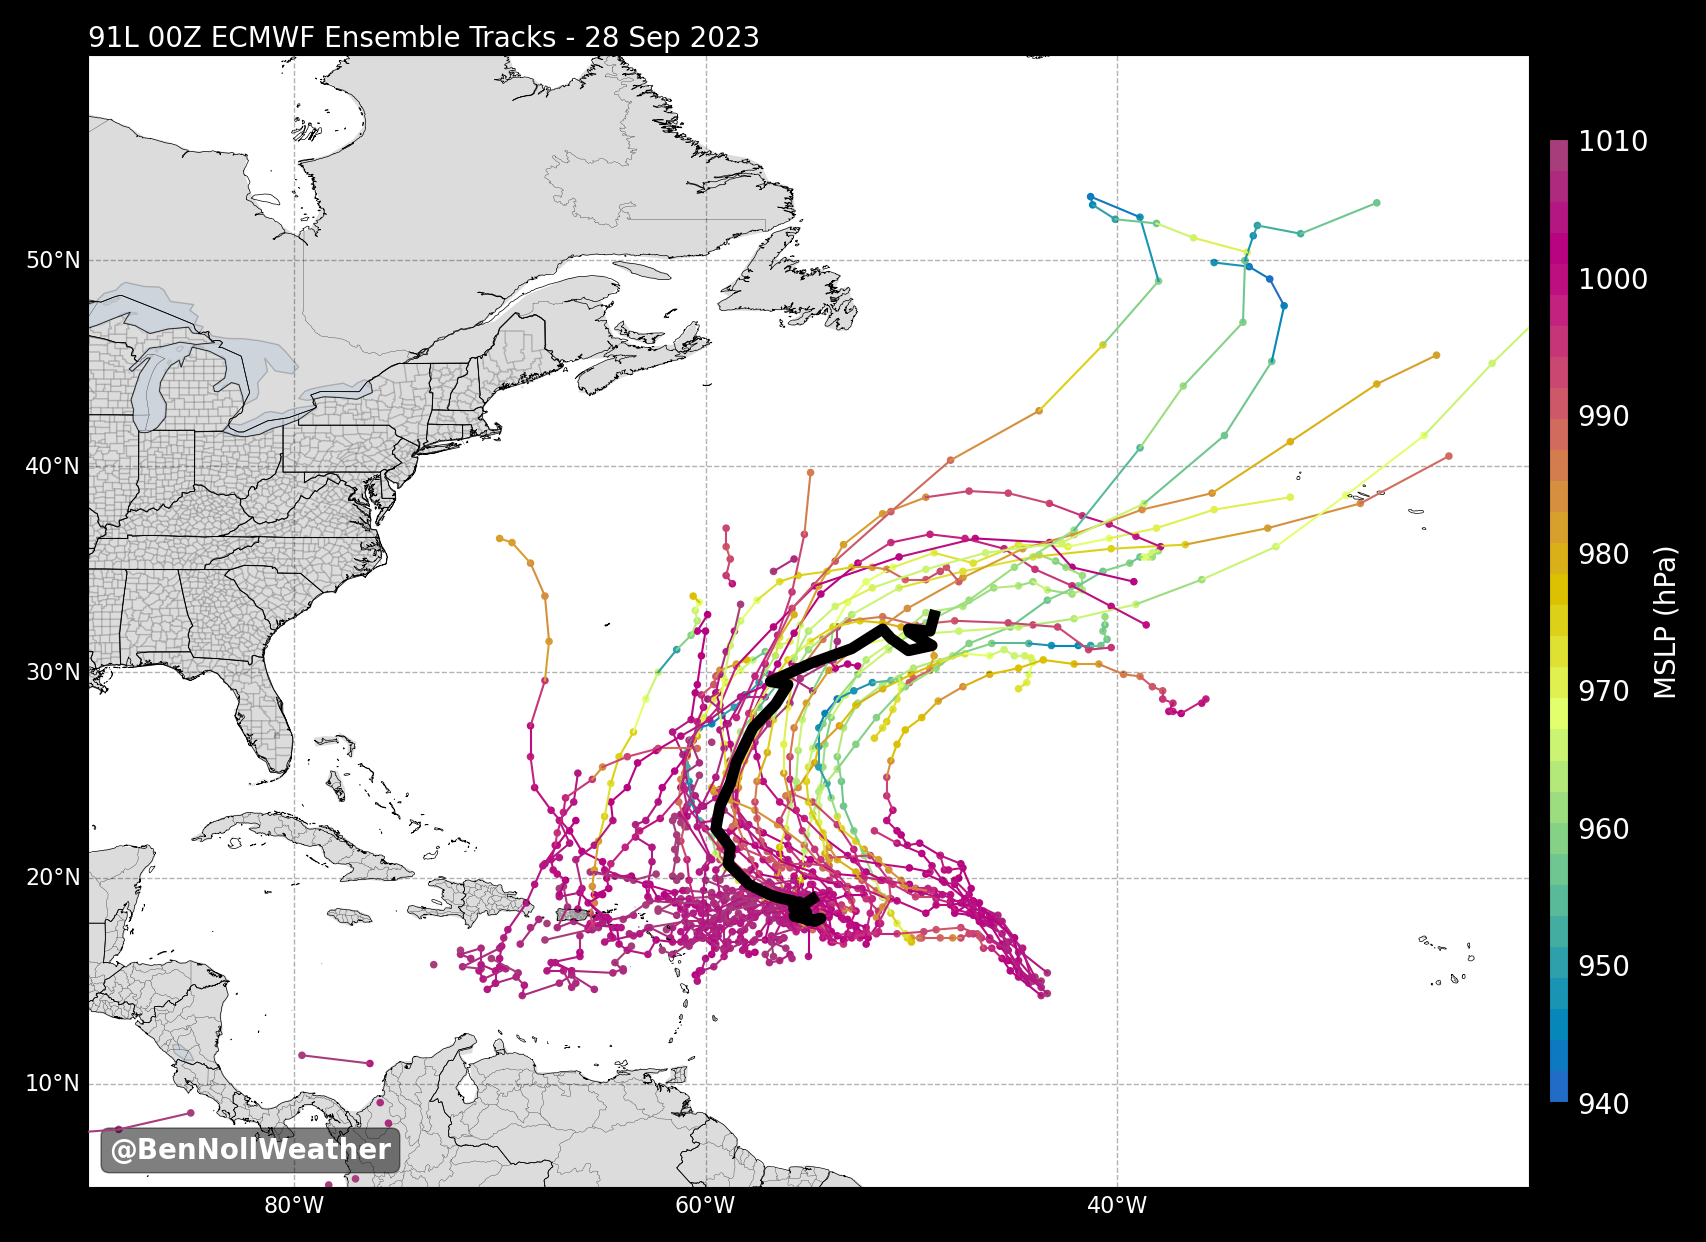 91L 00Z ECMWF Ensemble Tracks - 28 Sep 2023
50°N
40°N
30°N
20°N
10°N
80°W
60°W
40°W
1010
1000
990
980
970
960
950
940
MSLP (hPa)
@BenNollWeather